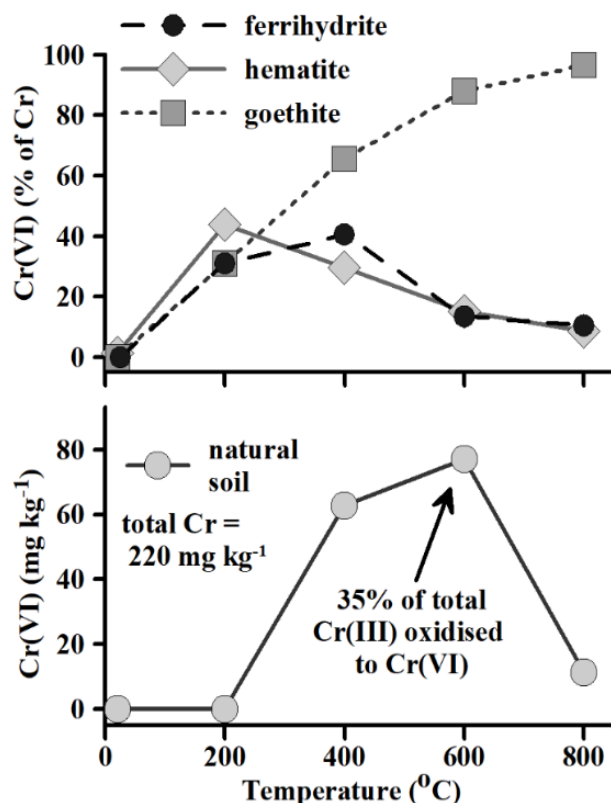 ferrihydrite
hematite
goethite
Cr(VI) (% of Cr)
100
80
60
40
20
0
natural
soil
total Cr =
220 mg kg⁻¹
35% of total
Cr(III) oxidised
to Cr(VI)
Cr(VI) (mg kg⁻¹)
80
60
40
20
0
0 200 400 600 800
Temperature (⁰C)